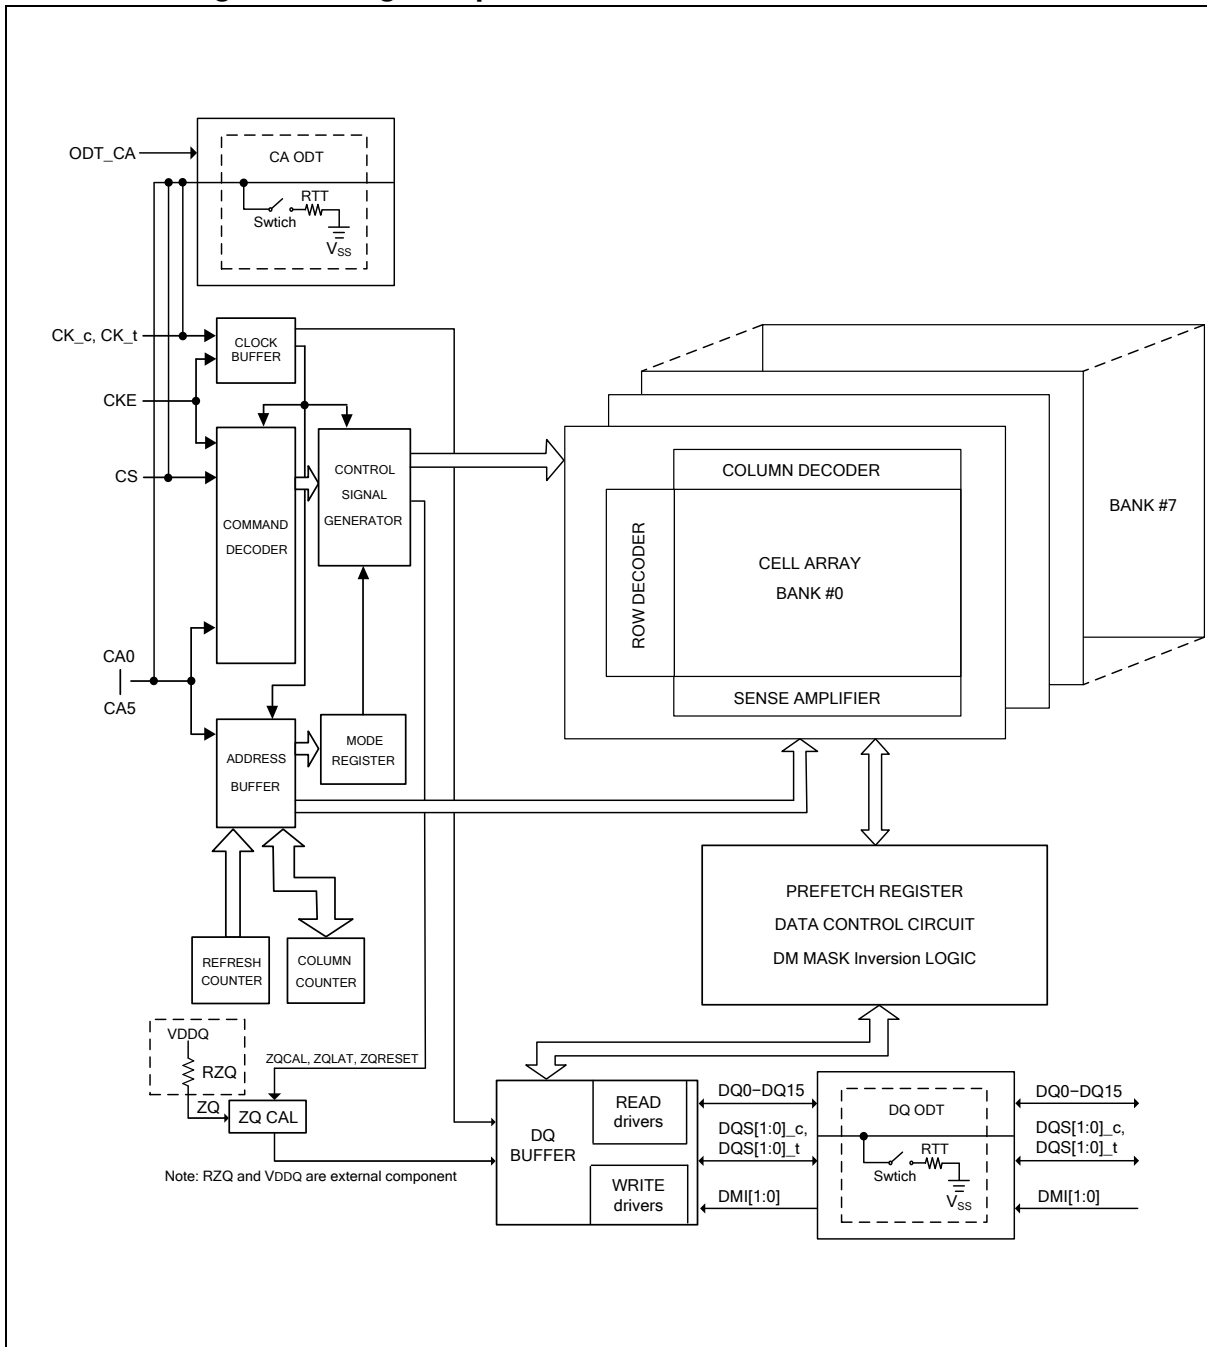 ODT_CA
CA ODT
RTT
Swtich
VSS
CK_c, CK_t
CLOCK
BUFFER
CKE
CS
COMMAND
DECODER
CONTROL
SIGNAL
GENERATOR
COLUMN DECODER
ROW DECODER
CELL ARRAY
BANK #0
SENSE AMPLIFIER
BANK #7
CA0
CA5
ADDRESS
BUFFER
MODE
REGISTER
REFRESH
COUNTER
COLUMN
COUNTER
PREFETCH REGISTER
DATA CONTROL CIRCUIT
DM MASK Inversion LOGIC
VDDQ
RZQ
ZQ
ZQCAL, ZQLAT, ZQRESET
ZQ CAL
Note: RZQ and VDDQ are external component
DQ
BUFFER
READ
drivers
WRITE
drivers
DQ0-DQ15
DQS[1:0]_c,
DQS[1:0]_t
DMI[1:0]
DQ ODT
RTT
Swtich
VSS
DQ0-DQ15
DQS[1:0]_c,
DQS[1:0]_t
DMI[1:0]